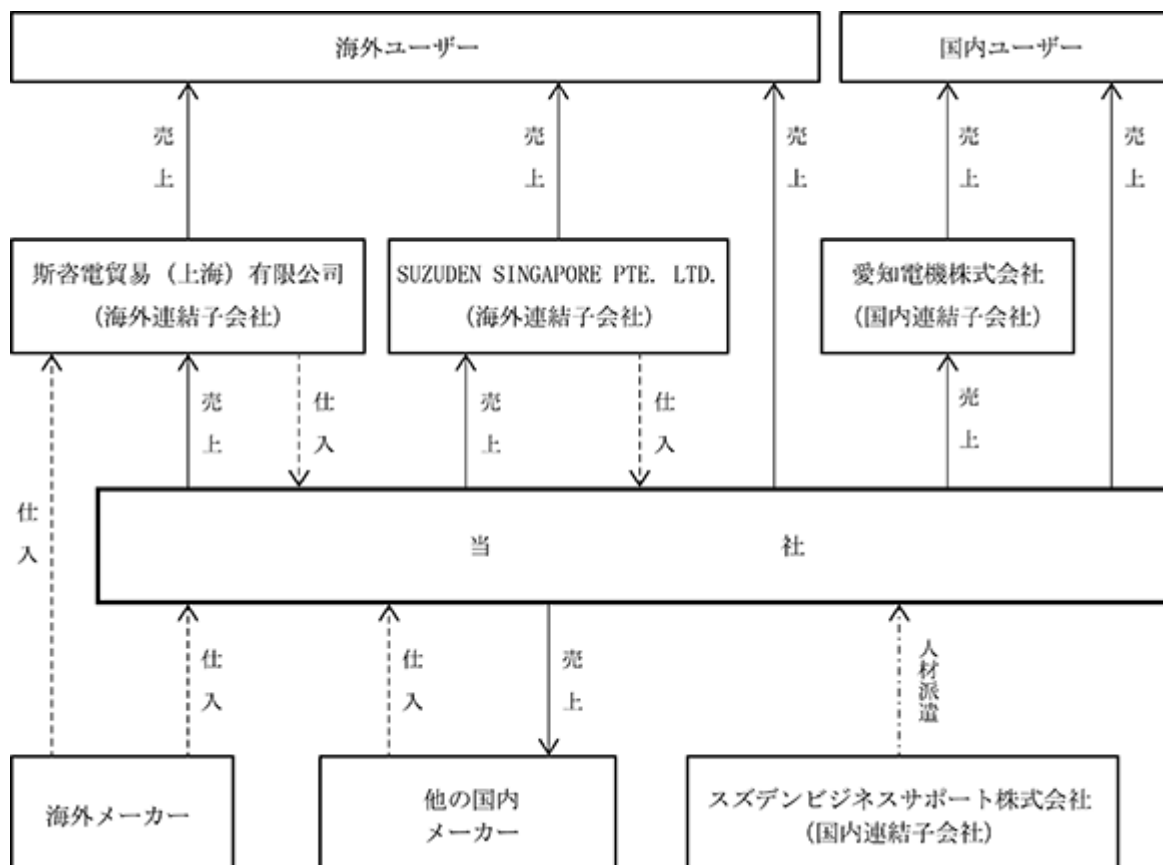 海外ユーザー
国内ユーザー
売上
売上
売上
売上
売上
斯咨電貿易（上海）有限公司
（海外連結子会社）
SUZUDEN SINGAPORE PTE. LTD.
（海外連結子会社）
愛知電機株式会社
（国内連結子会社）
売上
仕入
売上
仕入
売上
仕入
当社
仕入
仕入
売上
人材派遣
海外メーカー
他の国内
メーカー
スズデンビジネスサポート株式会社
（国内連結子会社）